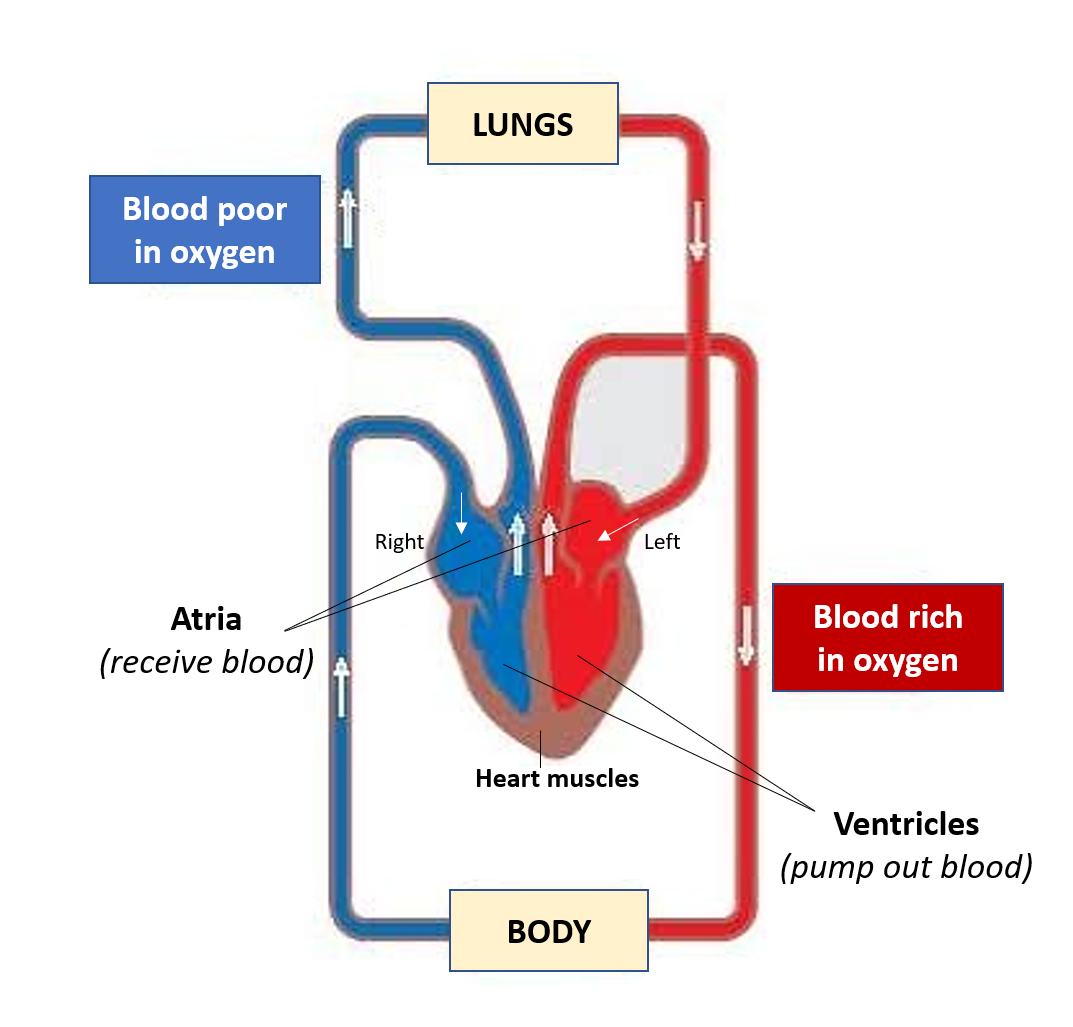 LUNGS
Blood poor
in oxygen
Right
Left
Atria
(receive blood)
Blood rich
in oxygen
Heart muscles
Ventricles
(pump out blood)
BODY